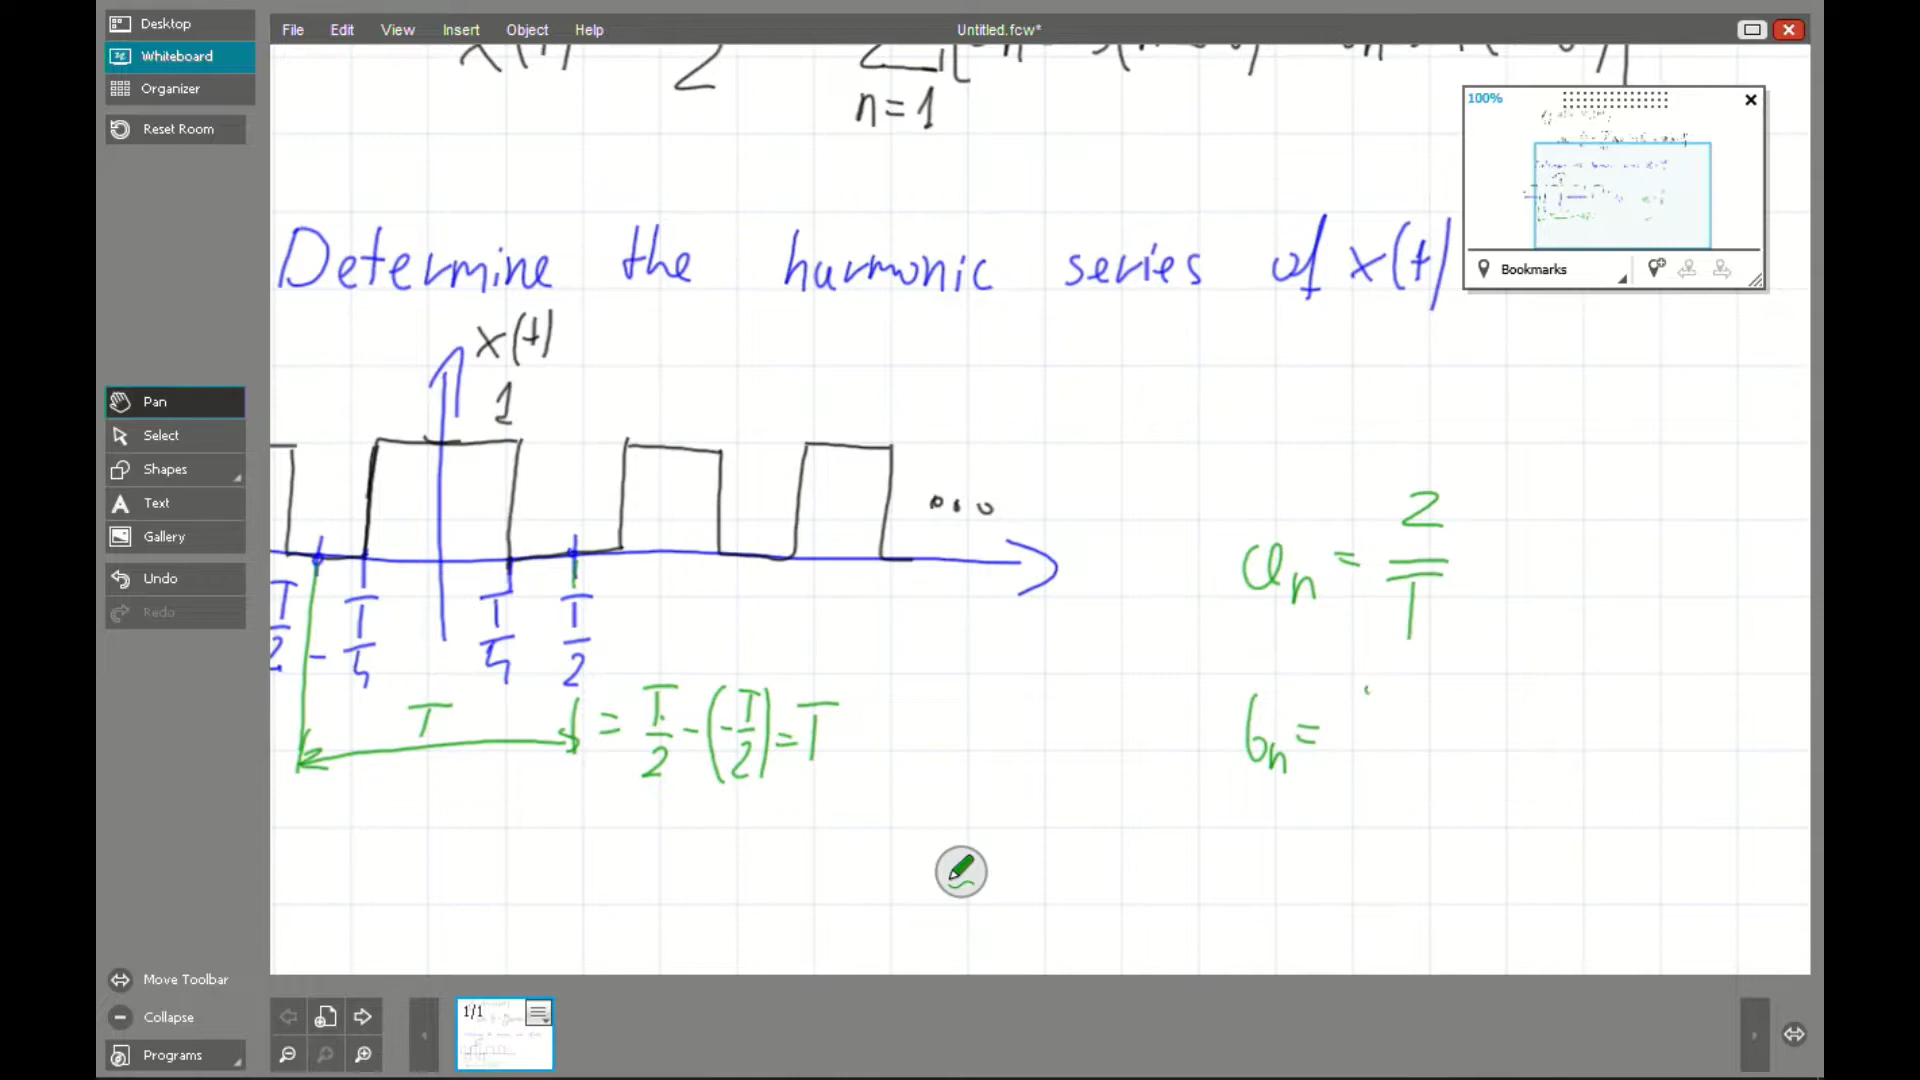 Desktop
Whiteboard
Organizer
Reset Room
File Edit View Insert Object Help
Untitled.fcw*
n=1
100%
Bookmarks
Determine the harmonic series of x(t)
x(t)
1
...
T/2 - T/4 T/4 T/2
T = T/2 - (-T/2) = T
an = 2/T
bn =
Pan
Select
Shapes
Text
Gallery
Undo
Redo
Move Toolbar
Collapse
Programs
1/1